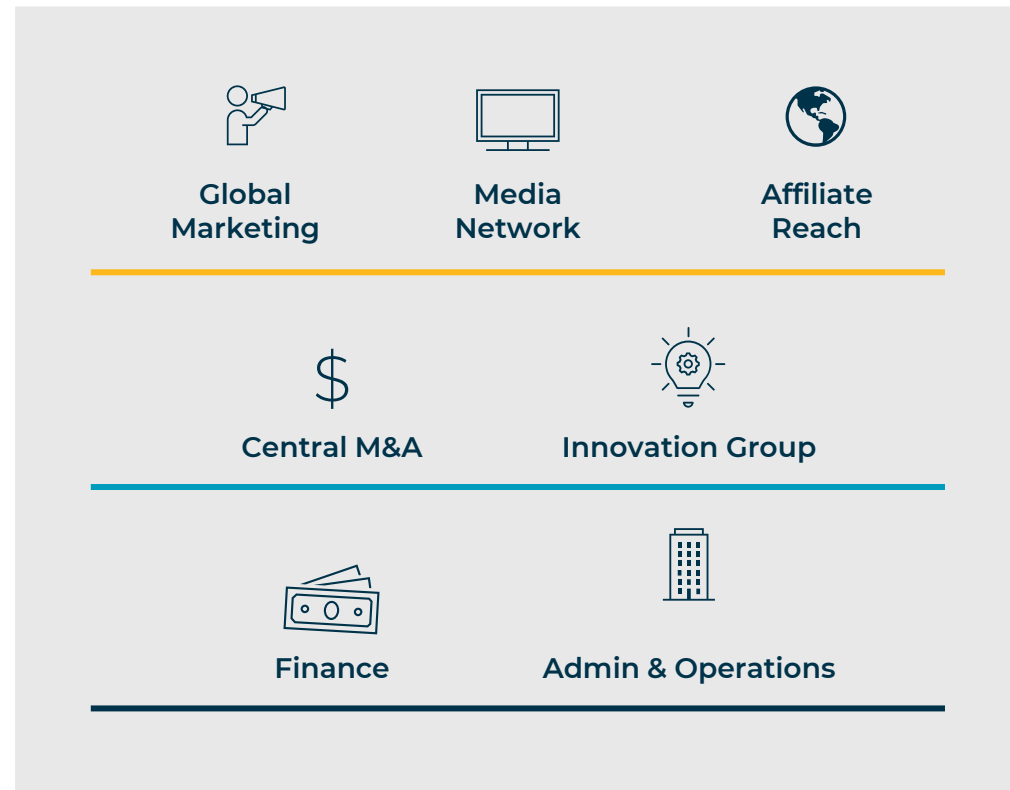 Global
Marketing
Media
Network
Affiliate
Reach
$
Central M&A
Innovation Group
Finance
Admin & Operations